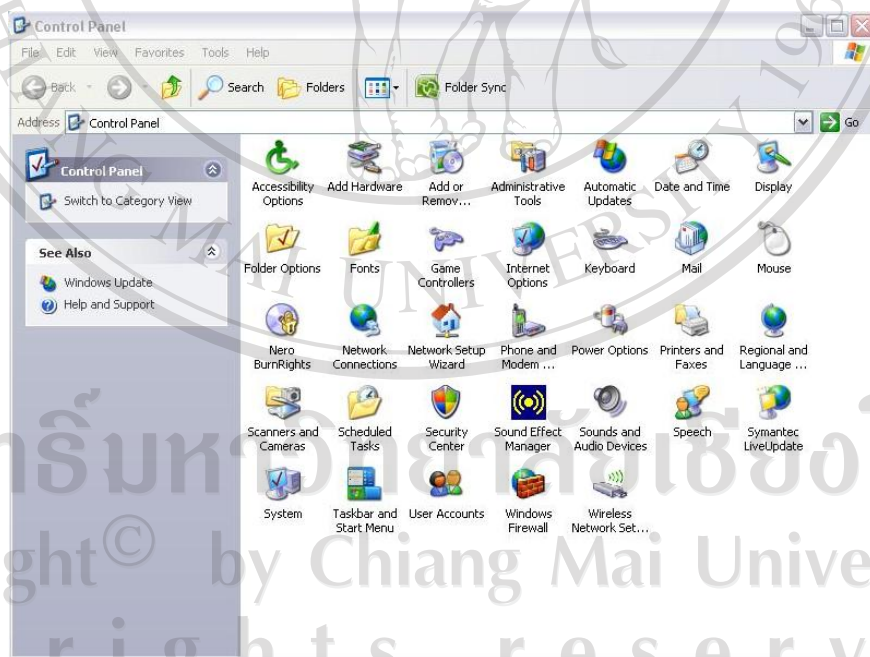 Control Panel
File Edit View Favorites Tools Help
Back Search Folders Folder Sync
Address Control Panel Go
Control Panel
Switch to Category View
See Also
Windows Update
Help and Support
Accessibility Options
Add Hardware
Add or Remov...
Administrative Tools
Automatic Updates
Date and Time
Display
Folder Options
Fonts
Game Controllers
Internet Options
Keyboard
Mail
Mouse
Nero BurnRights
Network Connections
Network Setup Wizard
Phone and Modem ...
Power Options
Printers and Faxes
Regional and Language ...
Scanners and Cameras
Scheduled Tasks
Security Center
Sound Effect Manager
Sounds and Audio Devices
Speech
Symantec LiveUpdate
System
Taskbar and Start Menu
User Accounts
Windows Firewall
Wireless Network Set...
MAI UNIVERSITY 196
ght © by Chiang Mai Unive
r i g h t s r e s e r v